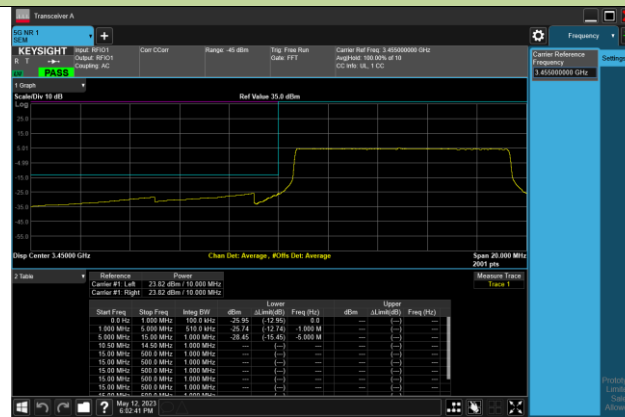 Transceiver A
5G NR 1
SEM
Frequency
KEYSIGHT
R T
PASS
Input: RFIO1
Output: RFIO1
Coupling: AC
Corr CCorr
Range: -45 dBm
Trig: Free Run
Gate: FFT
Carrier Ref Freq: 3.455000000 GHz
Avg|Hold: 100.00% of 10
CC Info: UL, 1 CC
Carrier Reference
Frequency
3.455000000 GHz
Settings
1 Graph
Scale/Div 10 dB
Ref Value 35.0 dBm
Log
25.0
15.0
5.01
-4.99
-15.0
-25.0
-35.0
-45.0
-55.0
Disp Center 3.45000 GHz
Chan Det: Average , #Offs Det: Average
Span 20.000 MHz
2001 pts
2 Table
Reference Power
Carrier #1: Left 23.82 dBm / 10.000 MHz
Carrier #1: Right 23.82 dBm / 10.000 MHz
Measure Trace
Trace 1
Lower Upper
Start Freq Stop Freq Integ BW dBm ΔLimit(dB) Freq (Hz) dBm ΔLimit(dB) Freq (Hz)
0.0 Hz 1.000 MHz 100.0 kHz -25.95 (-12.95) 0.0 --- (---) ---
1.000 MHz 5.000 MHz 510.0 kHz -25.74 (-12.74) -1.000 M --- (---) ---
5.000 MHz 15.00 MHz 1.000 MHz -28.45 (-15.45) -5.000 M --- (---) ---
10.50 MHz 14.50 MHz 1.000 MHz --- (---) --- --- (---) ---
15.00 MHz 500.0 MHz 1.000 MHz --- (---) --- --- (---) ---
15.00 MHz 500.0 MHz 1.000 MHz --- (---) --- --- (---) ---
15.00 MHz 500.0 MHz 1.000 MHz --- (---) --- --- (---) ---
15.00 MHz 500.0 MHz 1.000 MHz --- (---) --- --- (---) ---
15.00 MHz 500.0 MHz 1.000 MHz --- (---) --- --- (---) ---
May 12, 2023
6:02:41 PM